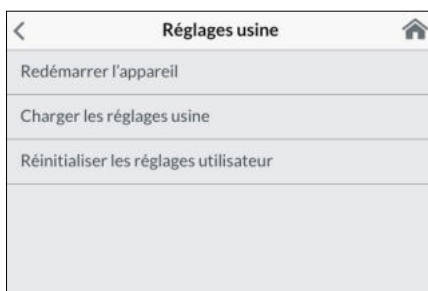 Réglages usine
Redémarrer l'appareil
Charger les réglages usine
Réinitialiser les réglages utilisateur